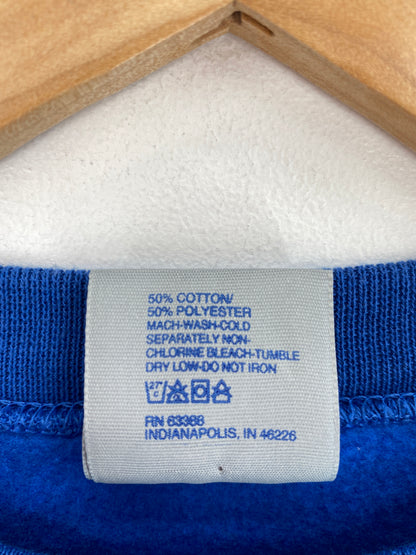 50% COTTON/
50% POLYESTER
MACH-WASH-COLD
SEPARATELY NON-
CHLORINE BLEACH-TUMBLE
DRY LOW-DO NOT IRON
27°C
RN 63368
INDIANAPOLIS, IN 46226